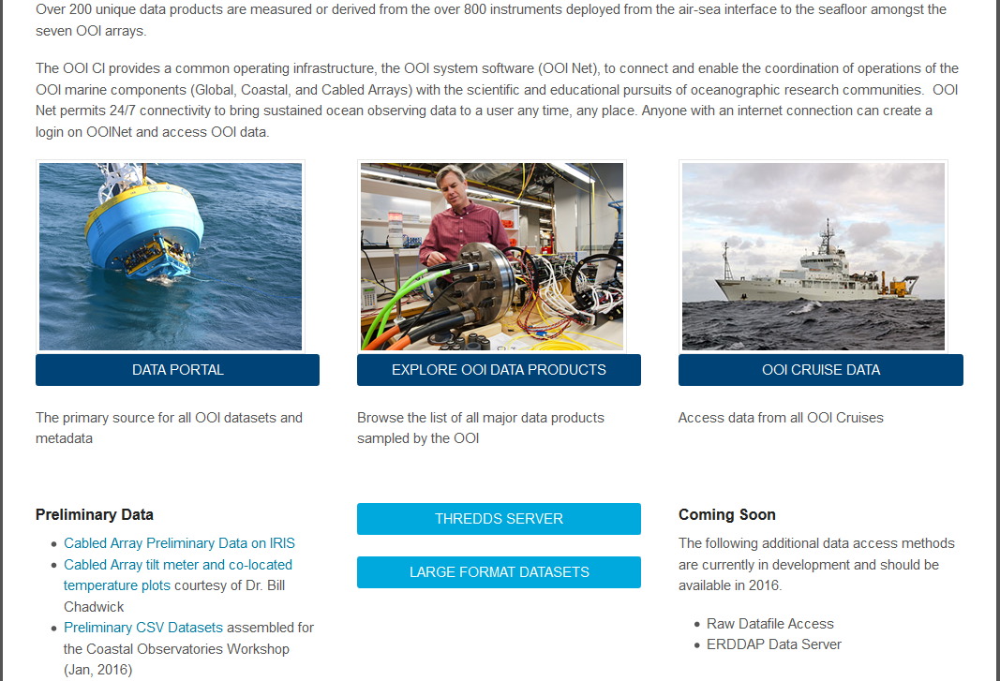 Over 200 unique data products are measured or derived from the over 800 instruments deployed from the air-sea interface to the seafloor amongst the
seven OOI arrays.
The OOI CI provides a common operating infrastructure, the OOI system software (OOI Net), to connect and enable the coordination of operations of the
OOI marine components (Global, Coastal, and Cabled Arrays) with the scientific and educational pursuits of oceanographic research communities.  OOI
Net permits 24/7 connectivity to bring sustained ocean observing data to a user any time, any place. Anyone with an internet connection can create a
login on OOINet and access OOI data.
DATA PORTAL
EXPLORE OOI DATA PRODUCTS
OOI CRUISE DATA
The primary source for all OOI datasets and
metadata
Browse the list of all major data products
sampled by the OOI
Access data from all OOI Cruises
Preliminary Data
• Cabled Array Preliminary Data on IRIS
• Cabled Array tilt meter and co-located
temperature plots courtesy of Dr. Bill
Chadwick
• Preliminary CSV Datasets assembled for
the Coastal Observatories Workshop
(Jan, 2016)
THREDDS SERVER
LARGE FORMAT DATASETS
Coming Soon
The following additional data access methods
are currently in development and should be
available in 2016.
• Raw Datafile Access
• ERDDAP Data Server